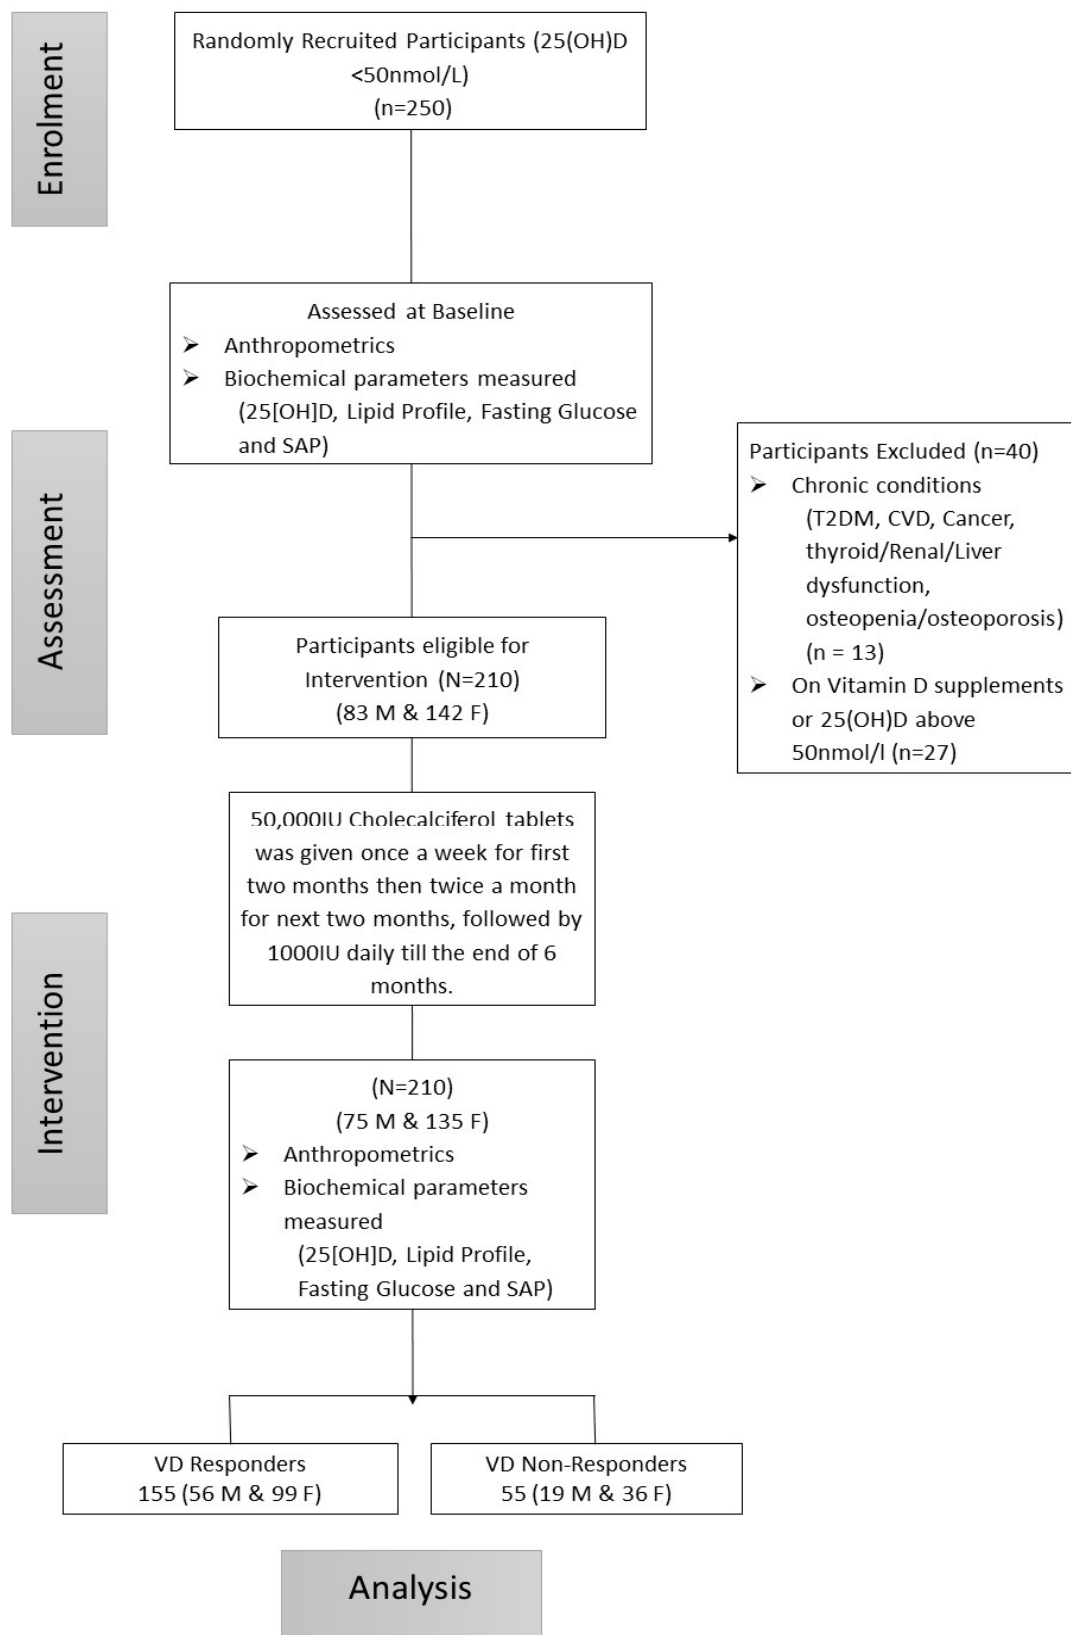 Enrolment
Randomly Recruited Participants (25(OH)D
<50nmol/L)
(n=250)
Assessed at Baseline
➢ Anthropometrics
➢ Biochemical parameters measured
(25[OH]D, Lipid Profile, Fasting Glucose
and SAP)
Assessment
Participants Excluded (n=40)
➢ Chronic conditions
(T2DM, CVD, Cancer,
thyroid/Renal/Liver
dysfunction,
osteopenia/osteoporosis)
(n = 13)
➢ On Vitamin D supplements
or 25(OH)D above
50nmol/l (n=27)
Participants eligible for
Intervention (N=210)
(83 M & 142 F)
50,000IU Cholecalciferol tablets
was given once a week for first
two months then twice a month
for next two months, followed by
1000IU daily till the end of 6
months.
Intervention
(N=210)
(75 M & 135 F)
➢ Anthropometrics
➢ Biochemical parameters
measured
(25[OH]D, Lipid Profile,
Fasting Glucose and SAP)
VD Responders
155 (56 M & 99 F)
VD Non-Responders
55 (19 M & 36 F)
Analysis